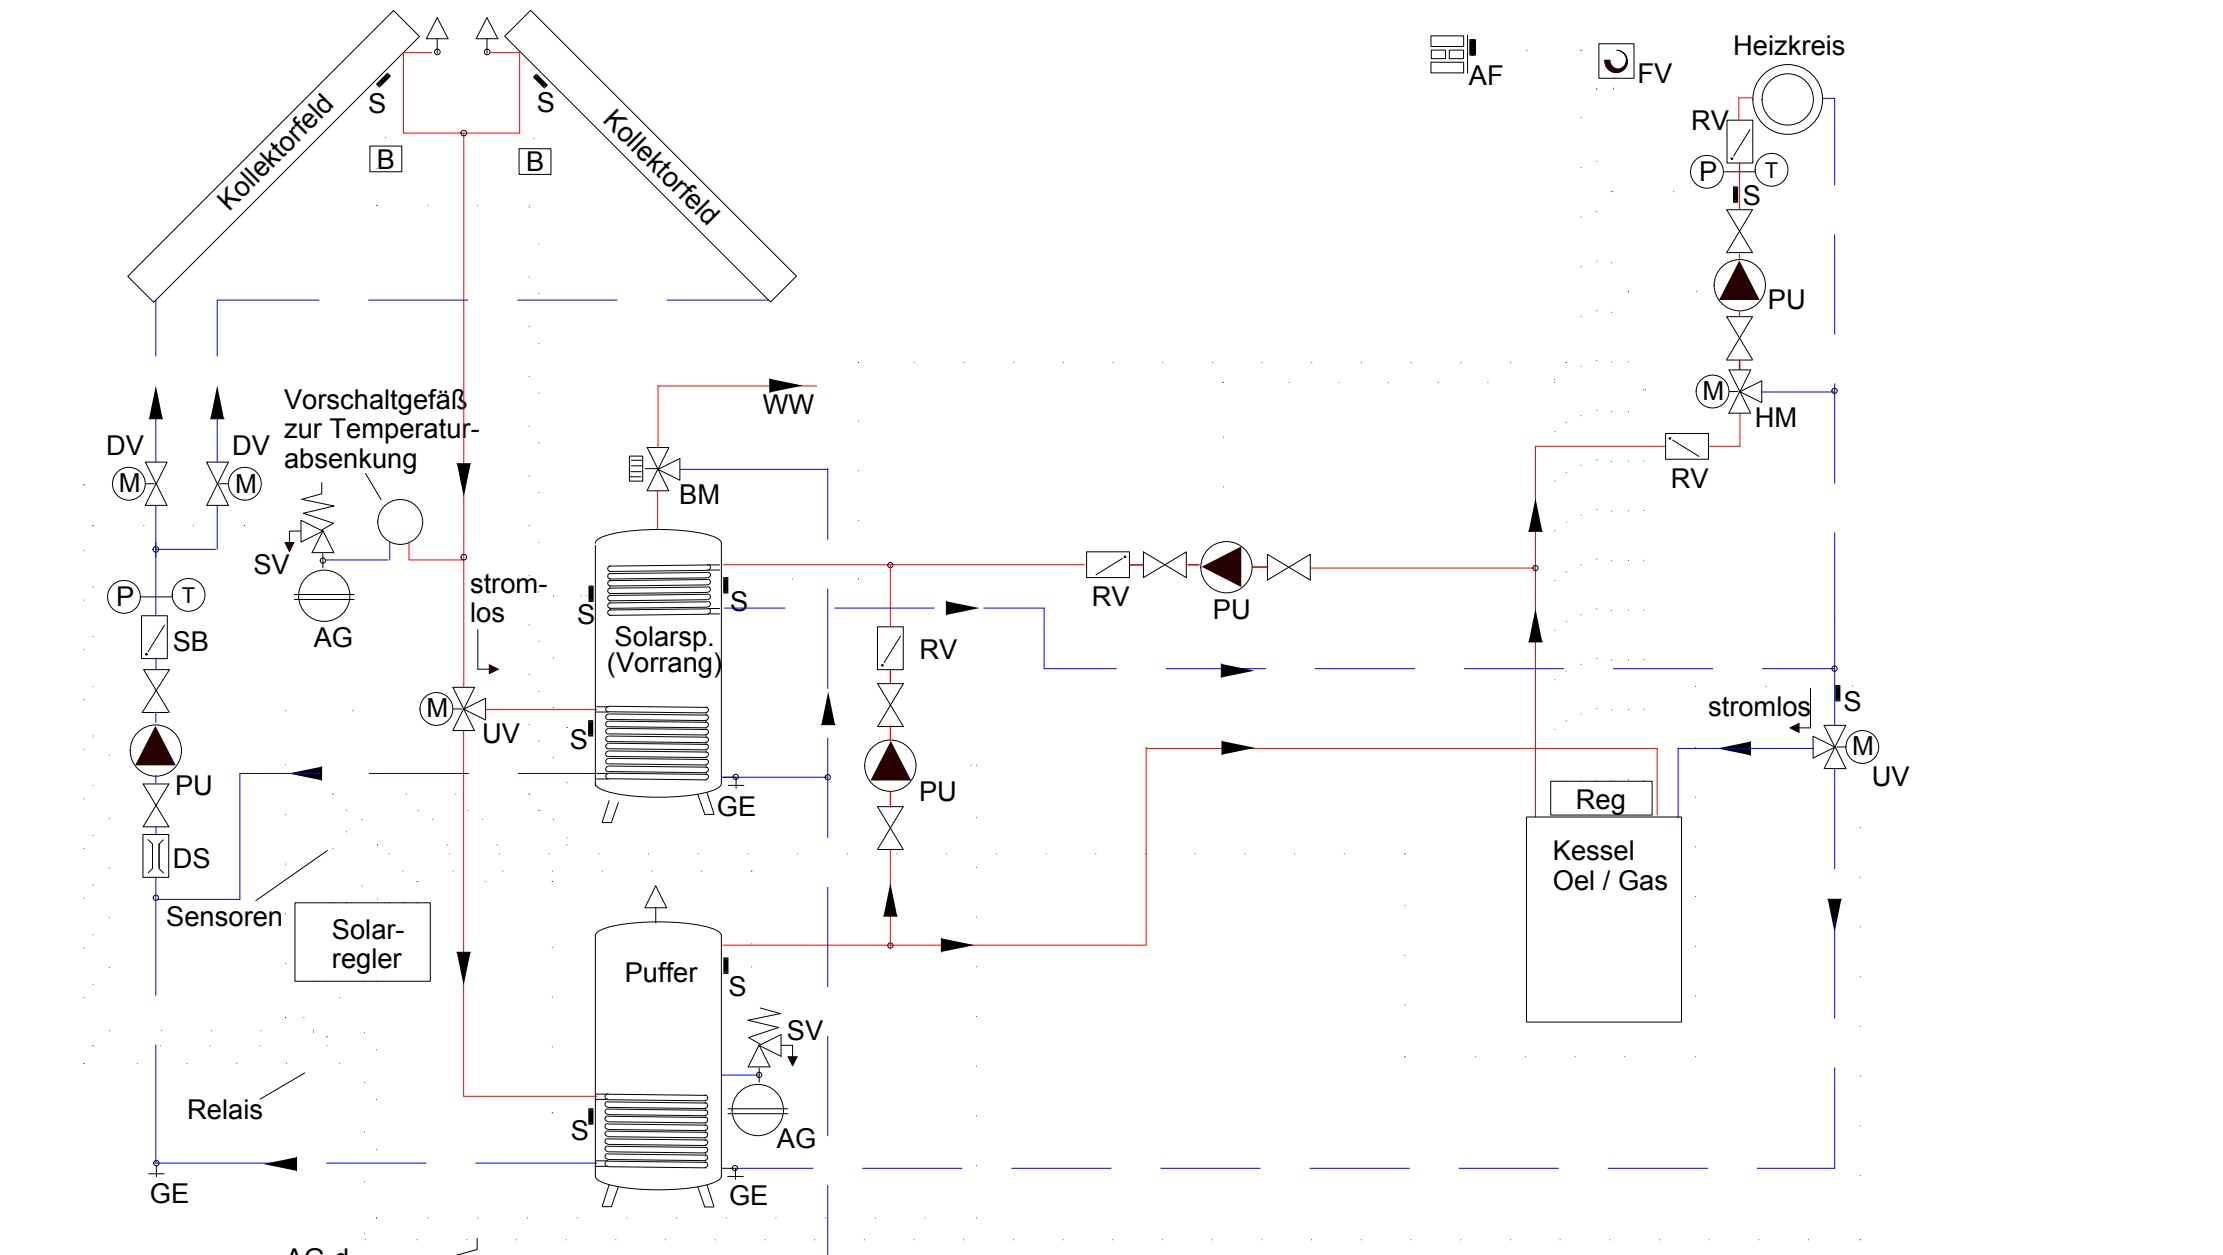 Heizkreis
AF
FV
S
S
Kollektorfeld
Kollektorfeld
B
B
RV
P
T
S
PU
M
HM
RV
Vorschaltgefäß
zur Temperatur-
absenkung
WW
DV
DV
M
M
BM
SV
AG
P
T
SB
strom-
los
S
S
Solarsp.
(Vorrang)
RV
PU
RV
M
UV
S
PU
PU
GE
stromlos
S
M
UV
Reg
Kessel
Oel / Gas
DS
Sensoren
Solar-
regler
Puffer
S
SV
Relais
S
AG
GE
GE